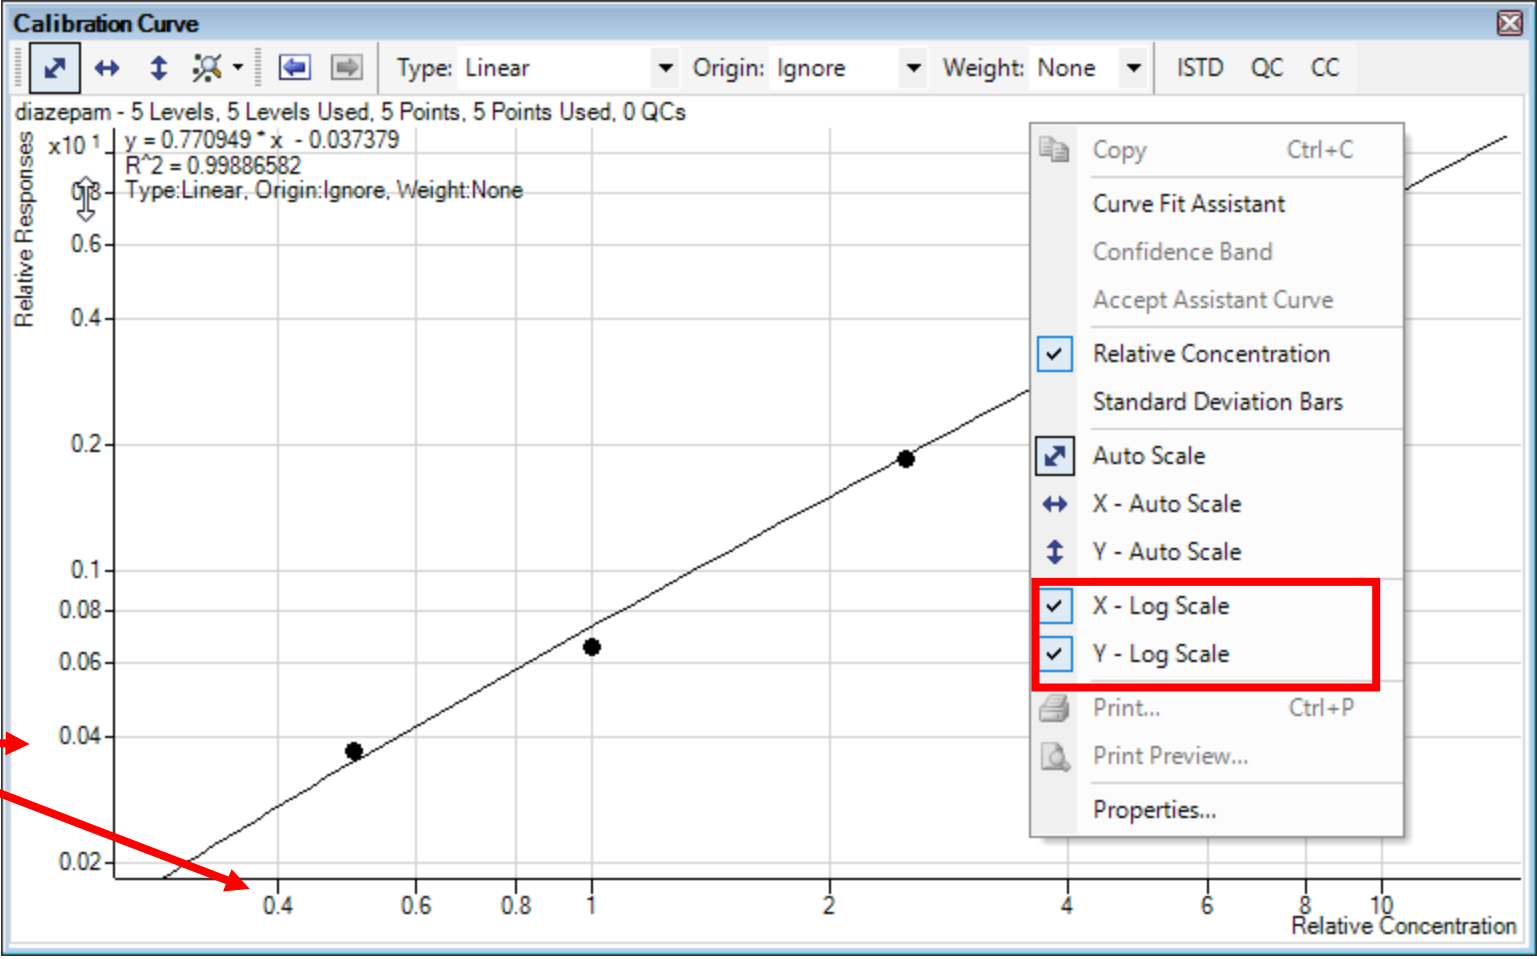 Calibration Curve
Type: Linear Origin: Ignore Weight: None ISTD QC CC
diazepam - 5 Levels, 5 Levels Used, 5 Points, 5 Points Used, 0 QCs
Relative Responses
x10 1
y = 0.770949 * x - 0.037379
R^2 = 0.99886582
Type:Linear, Origin:Ignore, Weight:None
0.8
0.6
0.4
0.2
0.1
0.08
0.06
0.04
0.02
0.4 0.6 0.8 1 2 4 6 8 10
Relative Concentration
Copy Ctrl+C
Curve Fit Assistant
Confidence Band
Accept Assistant Curve
Relative Concentration
Standard Deviation Bars
Auto Scale
X - Auto Scale
Y - Auto Scale
X - Log Scale
Y - Log Scale
Print... Ctrl+P
Print Preview...
Properties...